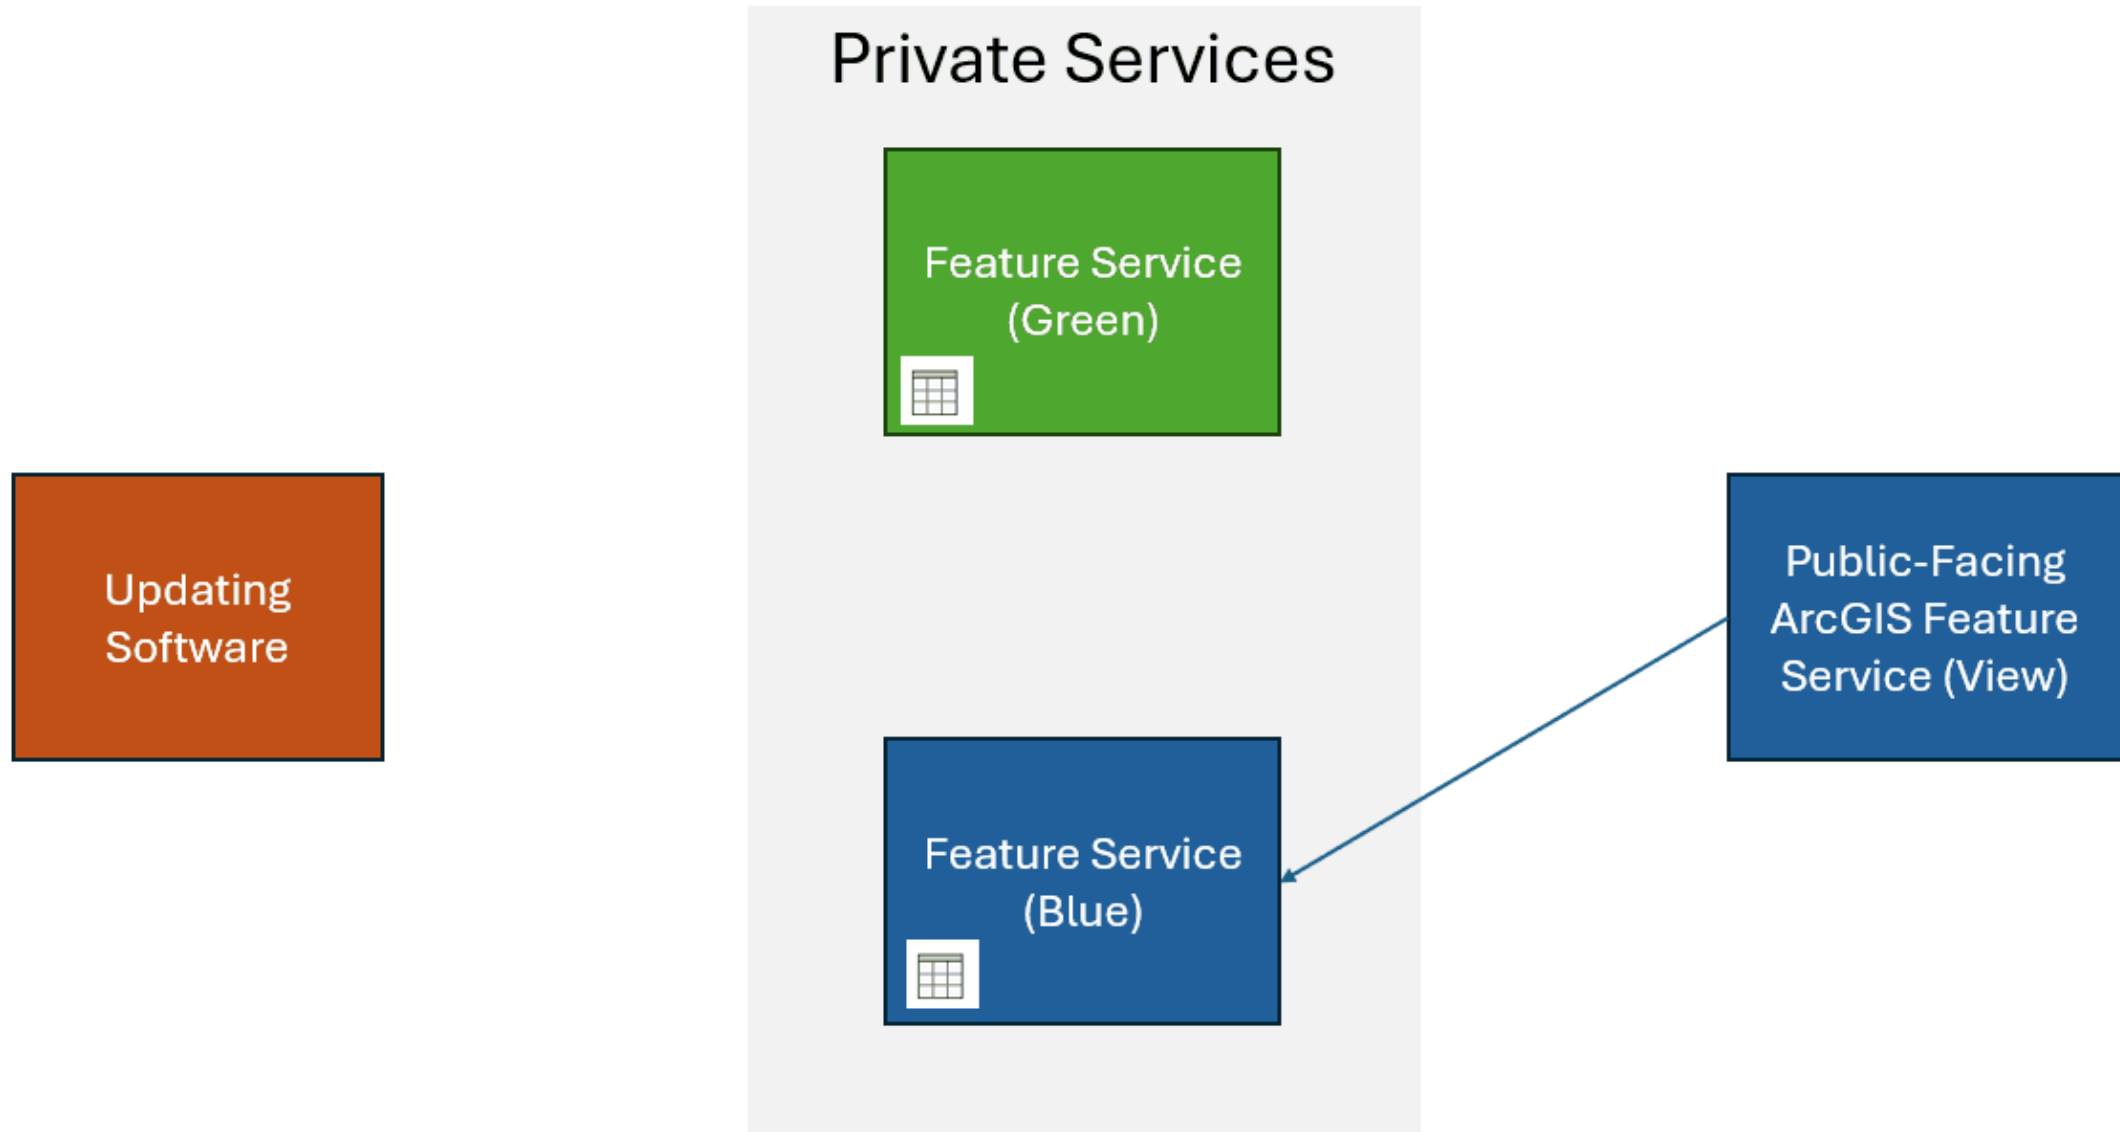 Private Services
Feature Service
(Green)
Updating
Software
Public-Facing
ArcGIS Feature
Service (View)
Feature Service
(Blue)